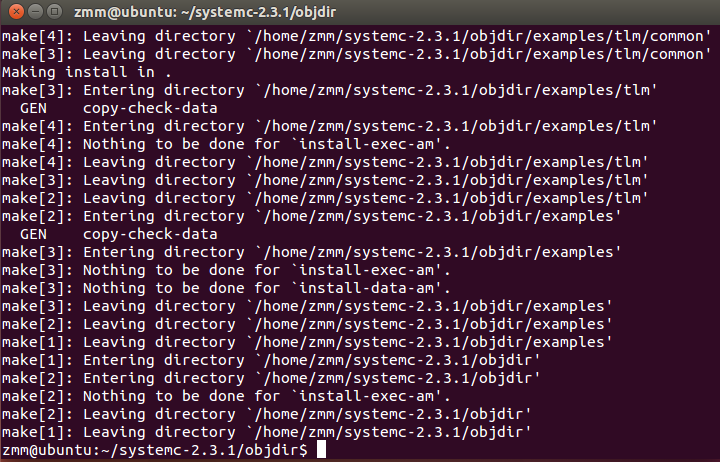 zmm@ubuntu: ~/systemc-2.3.1/objdir
make[4]: Leaving directory `/home/zmm/systemc-2.3.1/objdir/examples/tlm/common'
make[3]: Leaving directory `/home/zmm/systemc-2.3.1/objdir/examples/tlm/common'
Making install in .
make[3]: Entering directory `/home/zmm/systemc-2.3.1/objdir/examples/tlm'
  GEN    copy-check-data
make[4]: Entering directory `/home/zmm/systemc-2.3.1/objdir/examples/tlm'
make[4]: Nothing to be done for `install-exec-am'.
make[4]: Leaving directory `/home/zmm/systemc-2.3.1/objdir/examples/tlm'
make[3]: Leaving directory `/home/zmm/systemc-2.3.1/objdir/examples/tlm'
make[2]: Leaving directory `/home/zmm/systemc-2.3.1/objdir/examples/tlm'
make[2]: Entering directory `/home/zmm/systemc-2.3.1/objdir/examples'
  GEN    copy-check-data
make[3]: Entering directory `/home/zmm/systemc-2.3.1/objdir/examples'
make[3]: Nothing to be done for `install-exec-am'.
make[3]: Nothing to be done for `install-data-am'.
make[3]: Leaving directory `/home/zmm/systemc-2.3.1/objdir/examples'
make[2]: Leaving directory `/home/zmm/systemc-2.3.1/objdir/examples'
make[1]: Leaving directory `/home/zmm/systemc-2.3.1/objdir/examples'
make[1]: Entering directory `/home/zmm/systemc-2.3.1/objdir'
make[2]: Entering directory `/home/zmm/systemc-2.3.1/objdir'
make[2]: Nothing to be done for `install-exec-am'.
make[2]: Leaving directory `/home/zmm/systemc-2.3.1/objdir'
make[1]: Leaving directory `/home/zmm/systemc-2.3.1/objdir'
zmm@ubuntu:~/systemc-2.3.1/objdir$